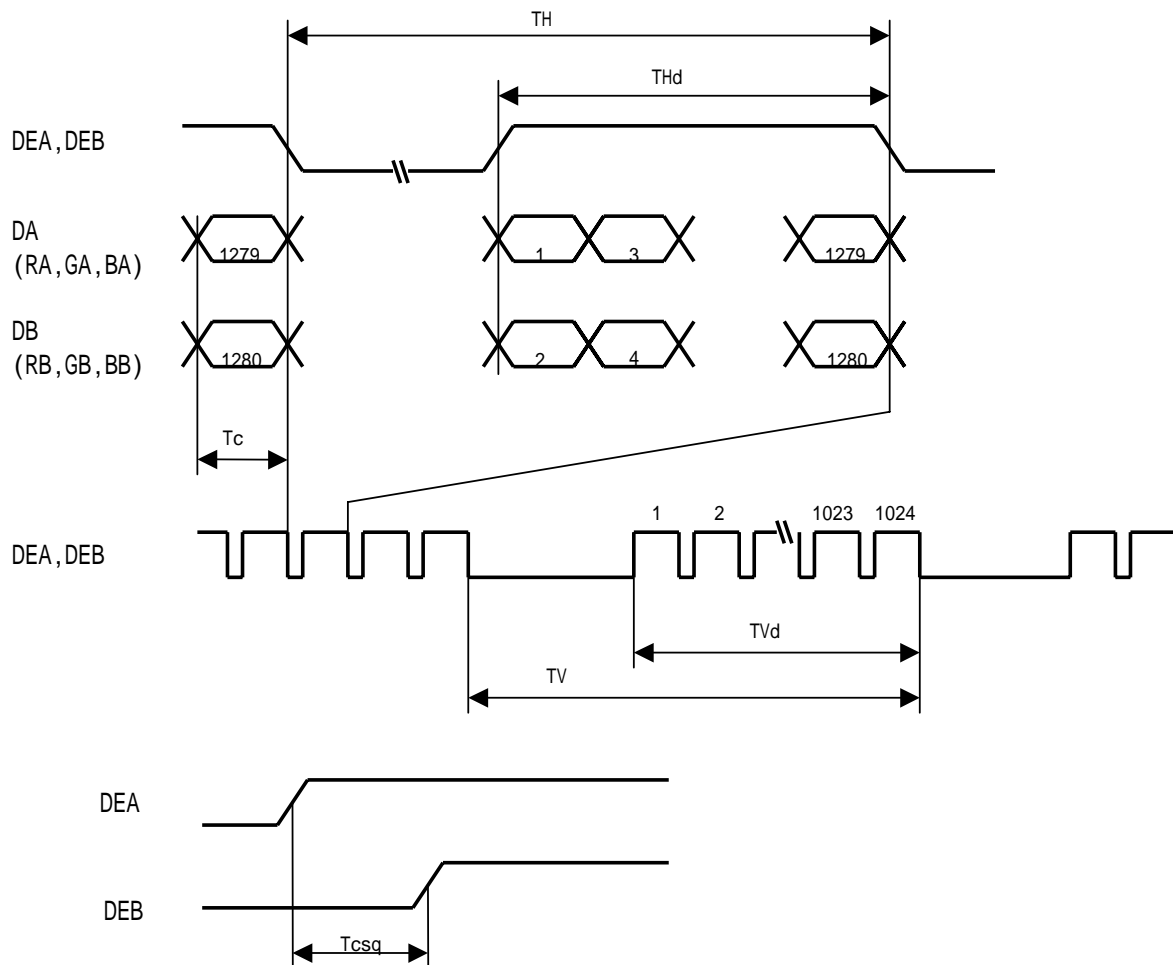 TH
THd
DEA,DEB
DA
(RA,GA,BA)
1279
1
3
1279
DB
(RB,GB,BB)
1280
2
4
1280
Tc
1
2
1023
1024
DEA,DEB
TVd
TV
DEA
DEB
Tcsq